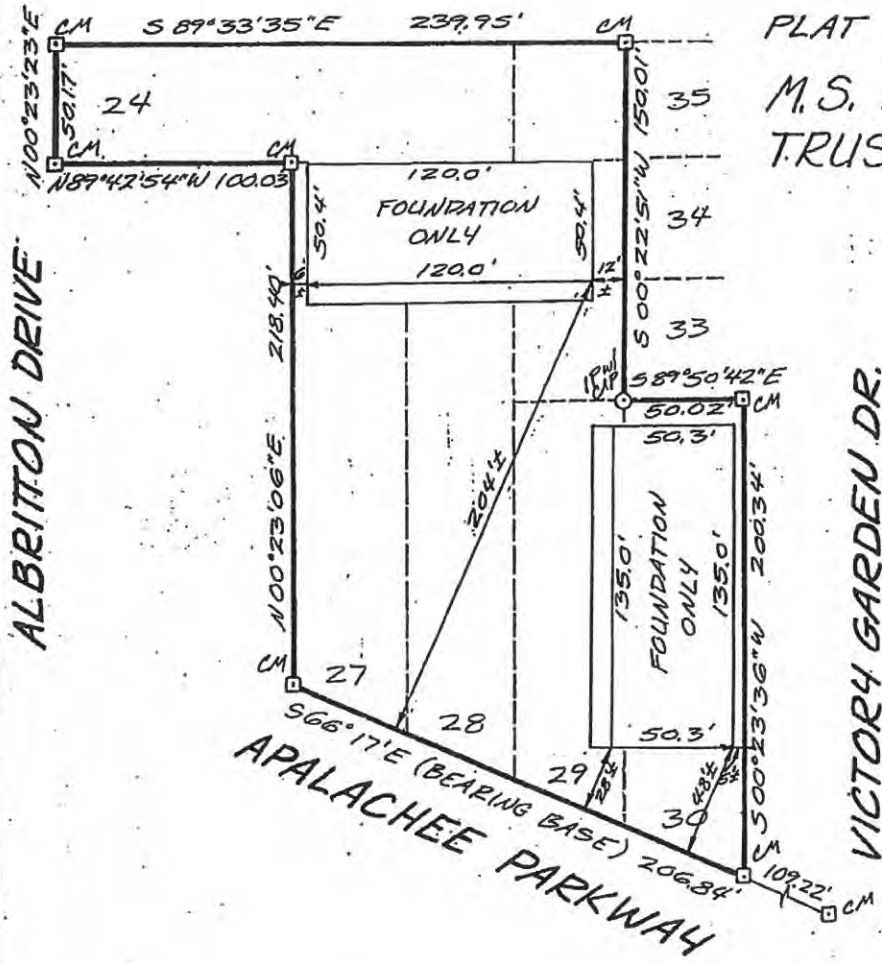 CM S 89°33'35"E 239.95' CM
PLAT
M.S.
TRUS
N00°23'23"E
50.17'
24
35
S 00°22'51"W 150.01'
CM
CM
N89°42'54"W 100.03
120.0'
FOUNDATION
ONLY
50.4'
50.4'
34
120.0'
6'±
12'±
33
N00°23'06"E 218.40'
ALBRITTON DRIVE
IP W/
CAP
S89°50'42"E
50.02'
CM
50.3'
204'±
135.0'
FOUNDATION
ONLY
135.0'
S 00°23'36"W 200.34'
VICTORY GARDEN DR.
CM
27
28
29
30
50.3'
28'±
48'±
S66°17'E (BEARING BASE) 206.84'
APALACHEE PARKWAY
CM
109.22'
CM